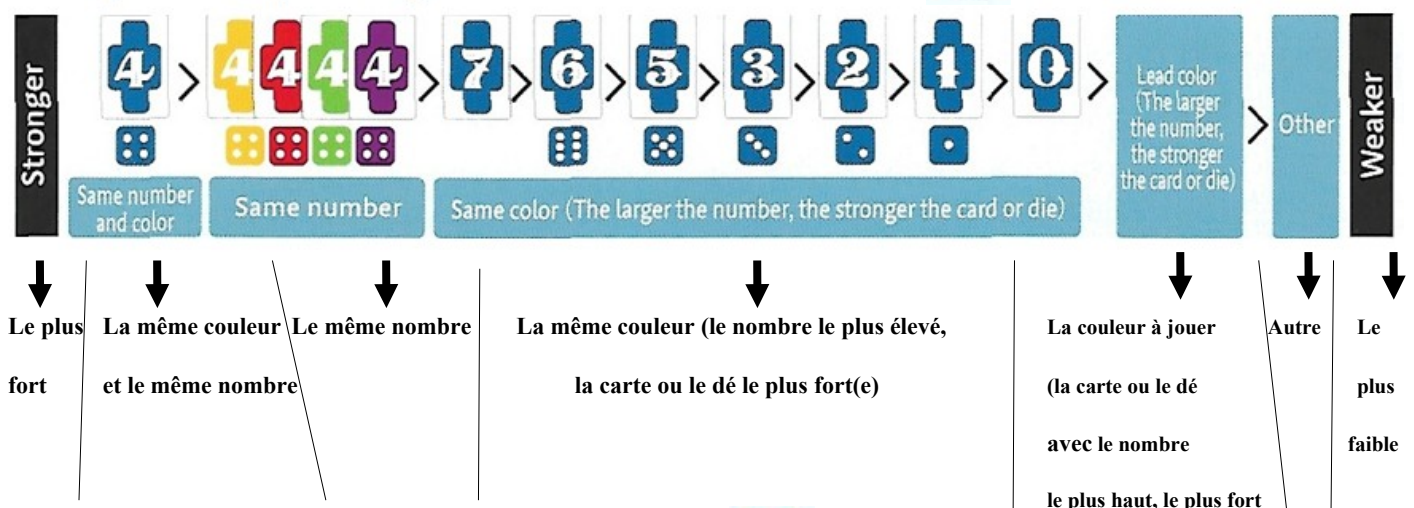 Stronger
4 > 4 4 4 4 > 7 > 6 > 5 > 3 > 2 > 1 > 0 >
Same number
and color
Same number
Same color (The larger the number, the stronger the card or die)
Lead color
(The larger
the number,
the stronger
the card or die)
>
Other
Weaker
Le plus
fort
La même couleur
et le même nombre
Le même nombre
La même couleur (le nombre le plus élevé,
la carte ou le dé le plus fort(e)
La couleur à jouer
(la carte ou le dé
avec le nombre
le plus haut, le plus fort
Autre
Le
plus
faible